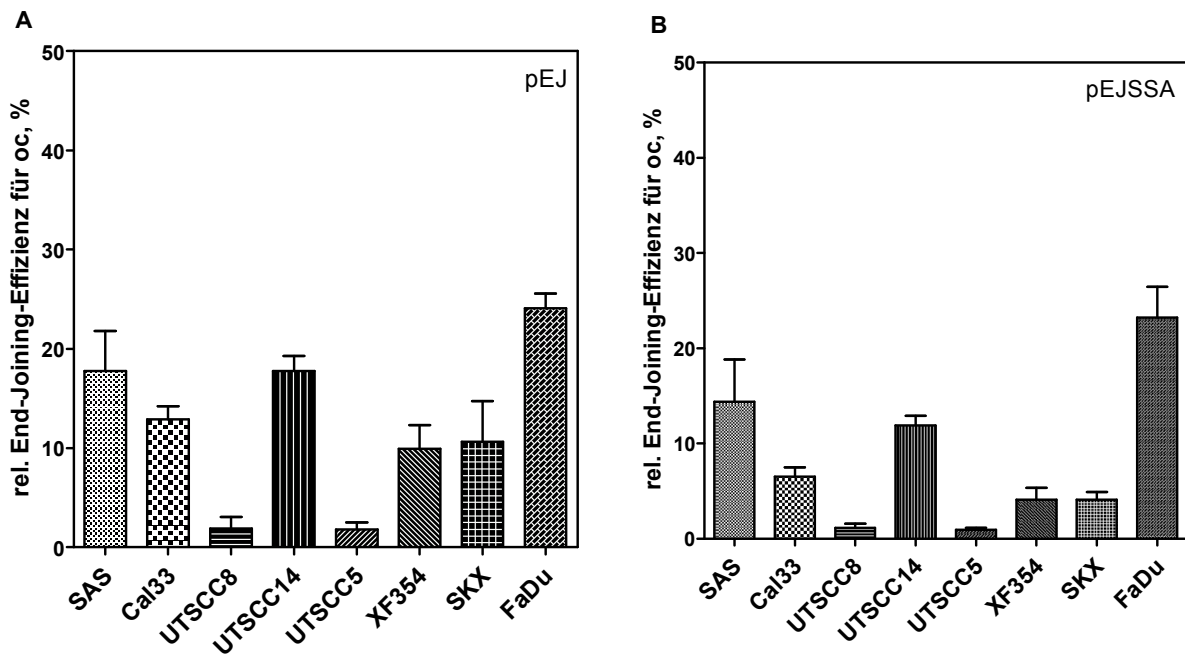 A
rel. End-Joining-Effizienz für oc, %
50
40
30
20
10
0
pEJ
SAS
Cal33
UTSCC8
UTSCC14
UTSCC5
XF354
SKX
FaDu
B
rel. End-Joining-Effizienz für oc, %
50
40
30
20
10
0
pEJSSA
SAS
Cal33
UTSCC8
UTSCC14
UTSCC5
XF354
SKX
FaDu